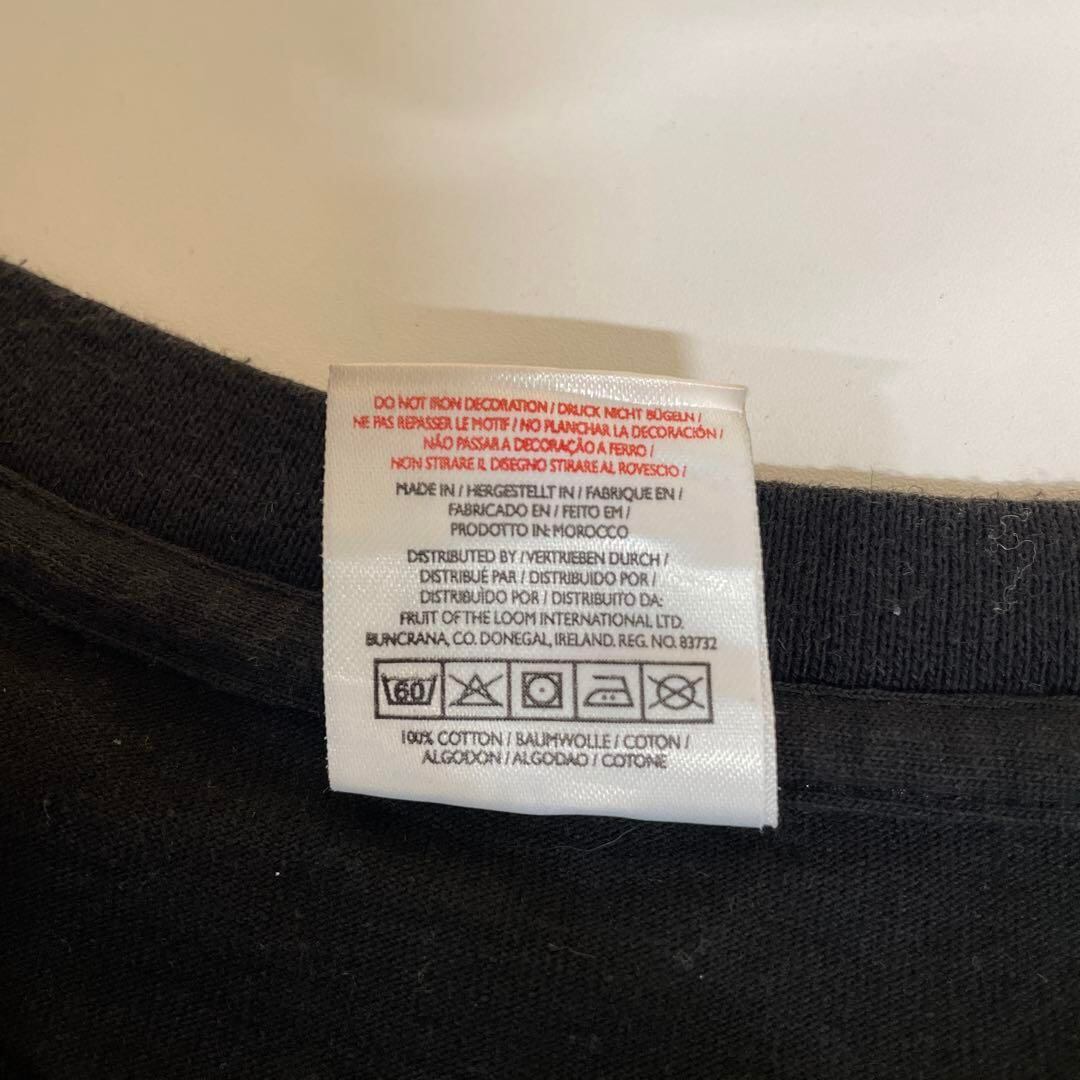 DO NOT IRON DECORATION / DRUCK NICHT BÜGELN /
NE PAS REPASSER LE MOTIF / NO PLANCHAR LA DECORACIÓN /
NÃO PASSAR A DECORAÇÃO A FERRO /
NON STIRARE IL DISEGNO STIRARE AL ROVESCIO /
MADE IN / HERGESTELLT IN / FABRIQUE EN /
FABRICADO EN / FEITO EM /
PRODOTTO IN: MOROCCO
DISTRIBUTED BY / VERTRIEBEN DURCH /
DISTRIBUÉ PAR / DISTRIBUIDO POR /
DISTRIBUÏDO POR / DISTRIBUITO DA:
FRUIT OF THE LOOM INTERNATIONAL LTD.
BUNCRANA, CO. DONEGAL, IRELAND. REG. NO. 83732
60
100% COTTON / BAUMWOLLE / COTON /
ALGODON / ALGODAO / COTONE